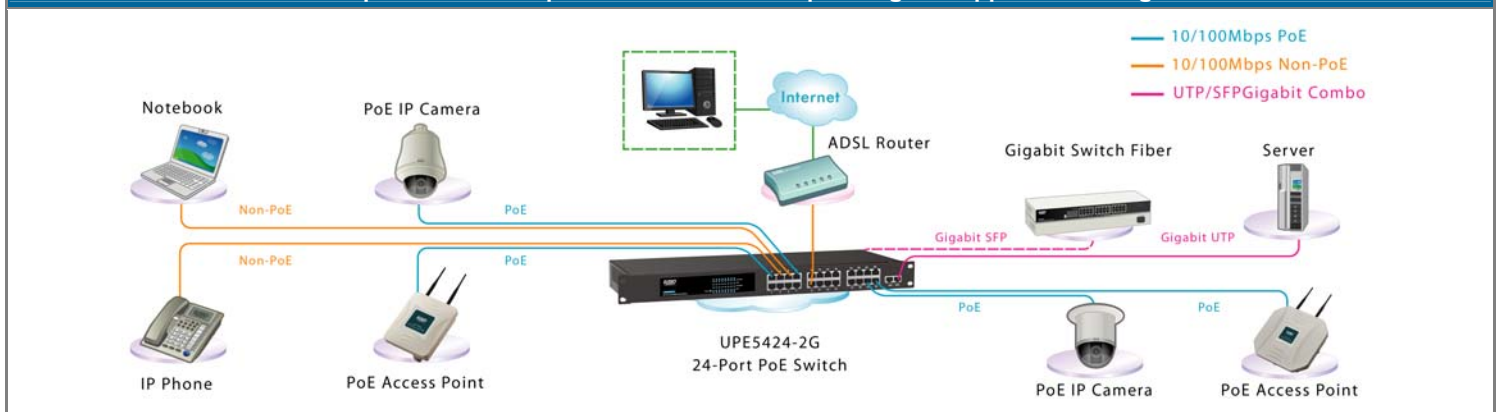 10/100Mbps PoE
10/100Mbps Non-PoE
UTP/SFPGigabit Combo
Notebook
PoE IP Camera
Internet
ADSL Router
Gigabit Switch Fiber
Server
Non-PoE
PoE
Gigabit SFP
Gigabit UTP
Non-PoE
PoE
PoE
PoE
UPE5424-2G
24-Port PoE Switch
IP Phone
PoE Access Point
PoE IP Camera
PoE Access Point